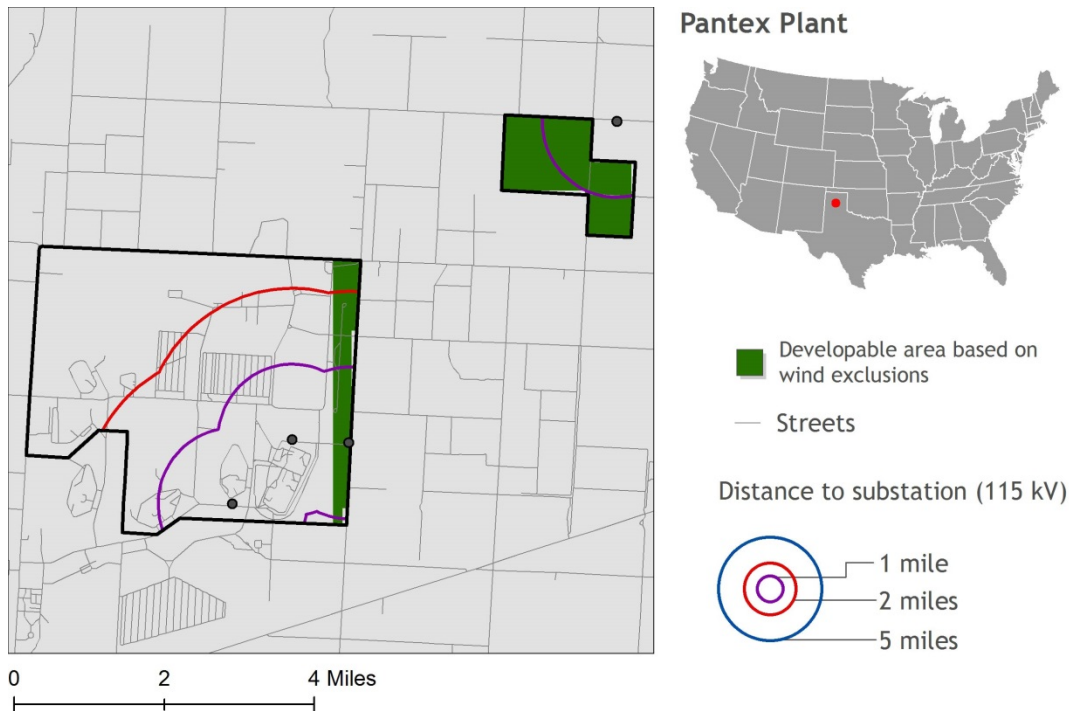 Pantex Plant
Developable area based on
wind exclusions
Streets
Distance to substation (115 kV)
1 mile
2 miles
5 miles
0 2 4 Miles